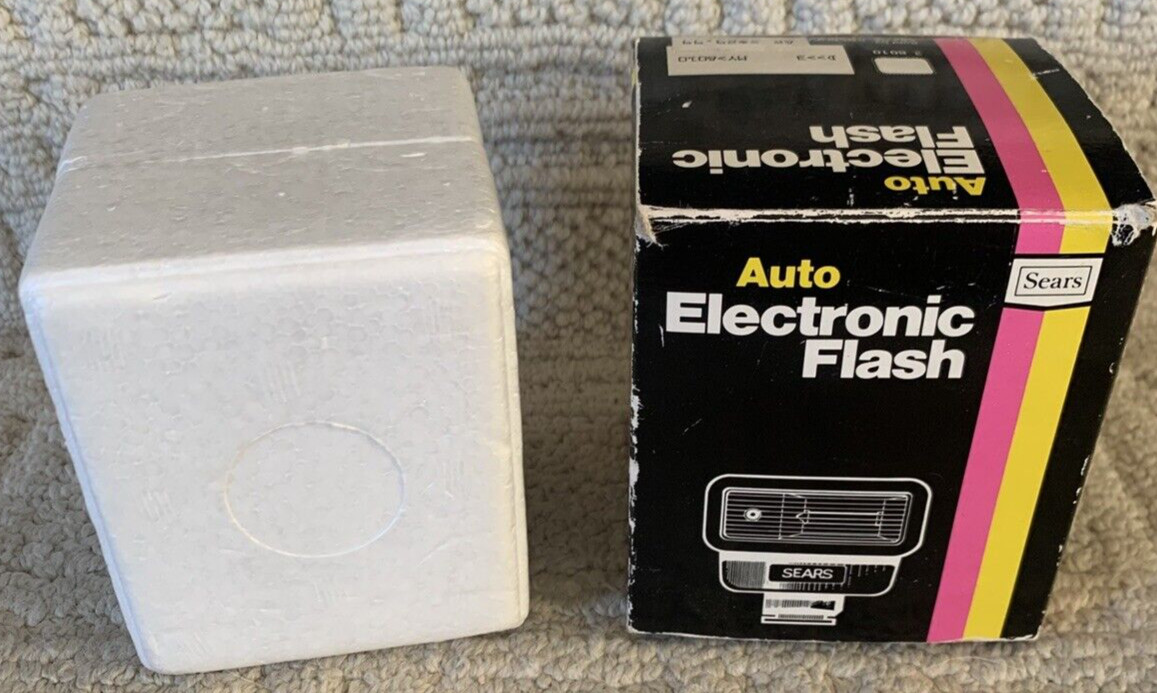 Auto
Electronic
Flash
Sears
SEARS
Auto
Electronic
Flash